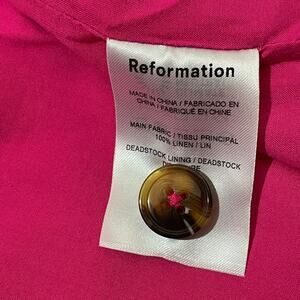 Reformation
MADE IN CHINA / FABRICADO EN
CHINA / FABRIQUÉ EN CHINE
MAIN FABRIC / TISSU PRINCIPAL
100% LINEN / LIN
DEADSTOCK LINING / DEADSTOCK